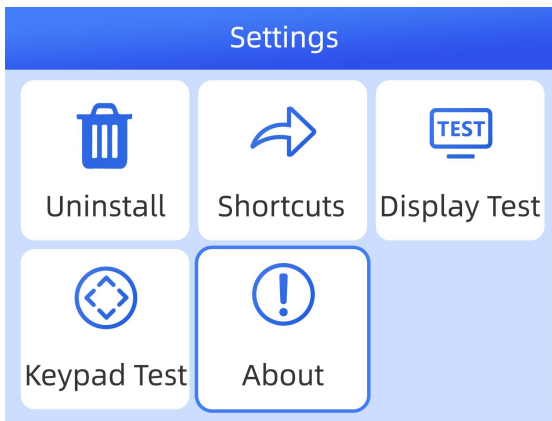 Settings
TEST
Uninstall
Shortcuts
Display Test
Keypad Test
About